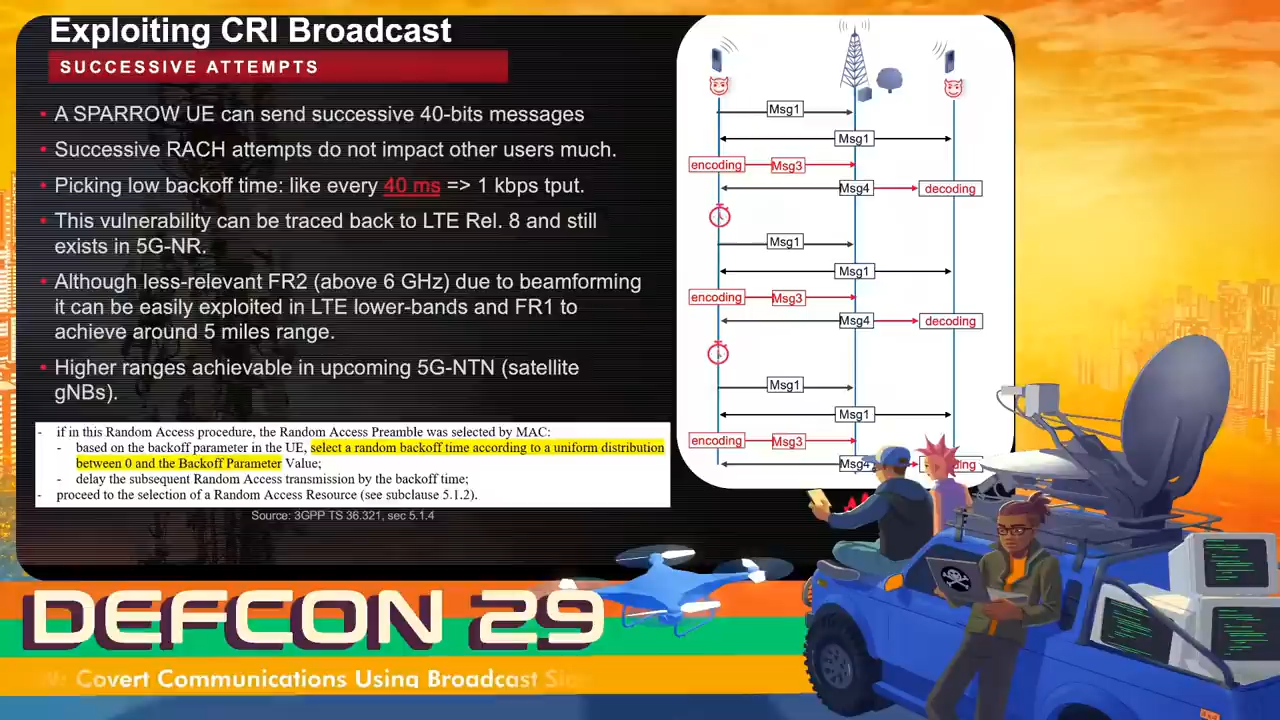 Exploiting CRI Broadcast
SUCCESSIVE ATTEMPTS
• A SPARROW UE can send successive 40-bits messages
• Successive RACH attempts do not impact other users much.
• Picking low backoff time: like every 40 ms => 1 kbps tput.
• This vulnerability can be traced back to LTE Rel. 8 and still
exists in 5G-NR.
• Although less-relevant FR2 (above 6 GHz) due to beamforming
it can be easily exploited in LTE lower-bands and FR1 to
achieve around 5 miles range.
• Higher ranges achievable in upcoming 5G-NTN (satellite
gNBs).
- if in this Random Access procedure, the Random Access Preamble was selected by MAC:
- based on the backoff parameter in the UE, select a random backoff time according to a uniform distribution
between 0 and the Backoff Parameter Value;
- delay the subsequent Random Access transmission by the backoff time;
- proceed to the selection of a Random Access Resource (see subclause 5.1.2).
Source: 3GPP TS 36.321, sec 5.1.4
Msg1
Msg1
encoding Msg3
Msg4 decoding
Msg1
Msg1
encoding Msg3
Msg4 decoding
Msg1
Msg1
encoding Msg3
Msg4
DEFCON 29
Covert Communications Using Broadcast